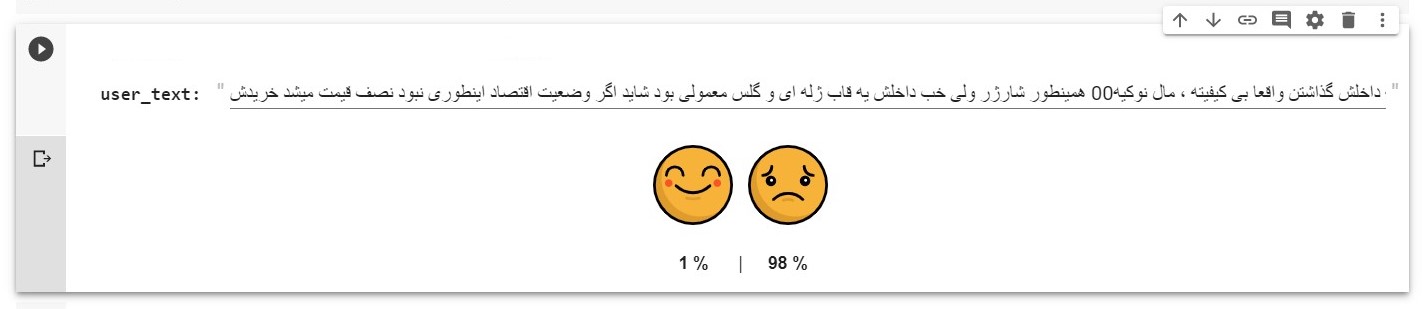 user_text: " داخلش گذاشتن واقعا بی کیفیته ، مال نوکیه00 همینطور شارژر ولی خب داخلش یه قاب ژله ای و گلس معمولی بود شاید اگر وضعیت اقتصاد اینطوری نبود نصف قیمت میشد خریدش "
1 % | 98 %